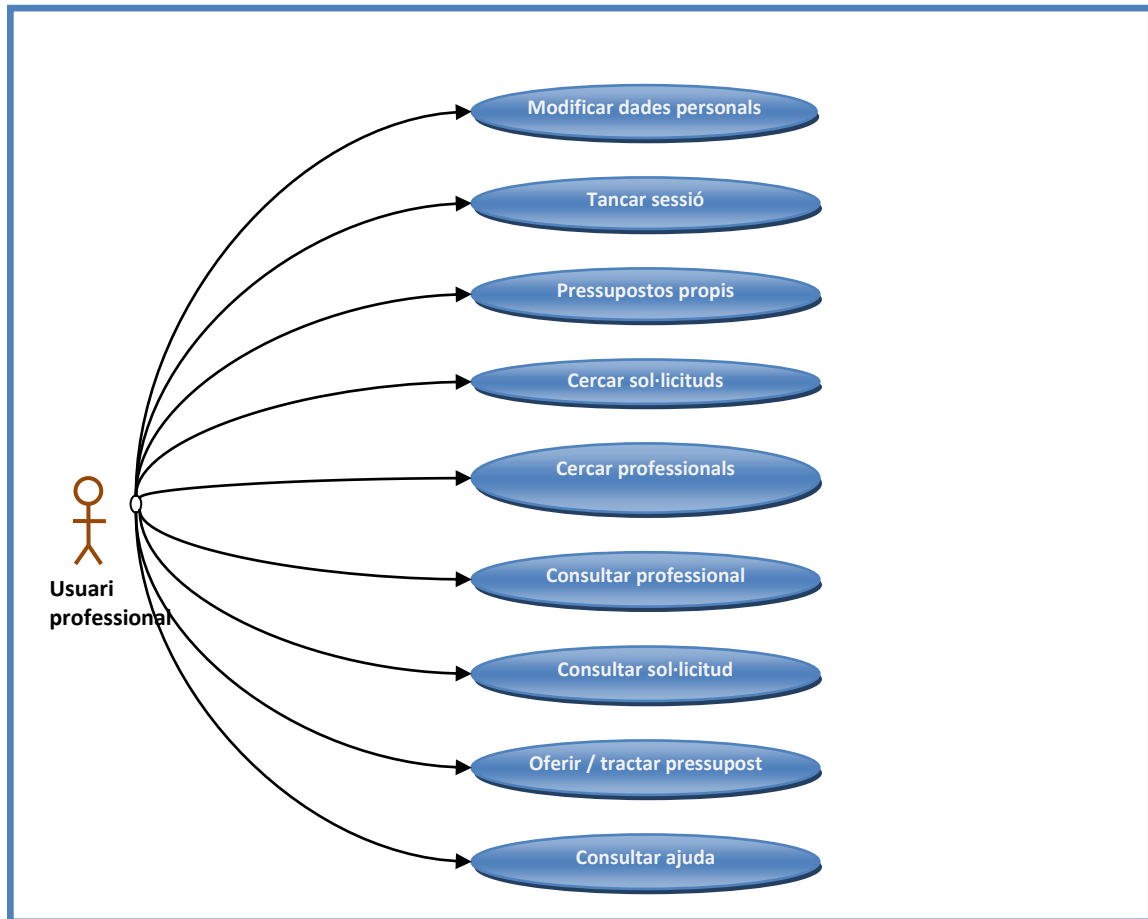 Modificar dades personals
Tancar sessió
Pressupostos propis
Cercar sol·licituds
Cercar professionals
Usuari
professional
Consultar professional
Consultar sol·licitud
Oferir / tractar pressupost
Consultar ajuda